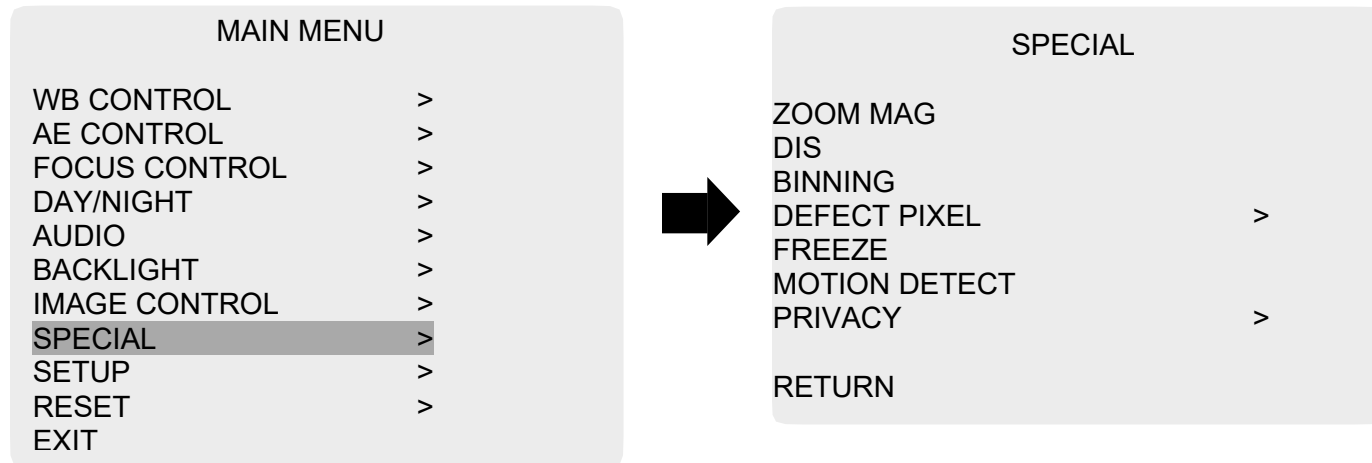 MAIN MENU
WB CONTROL >
AE CONTROL >
FOCUS CONTROL >
DAY/NIGHT >
AUDIO >
BACKLIGHT >
IMAGE CONTROL >
SPECIAL >
SETUP >
RESET >
EXIT
SPECIAL
ZOOM MAG
DIS
BINNING
DEFECT PIXEL >
FREEZE
MOTION DETECT
PRIVACY >
RETURN